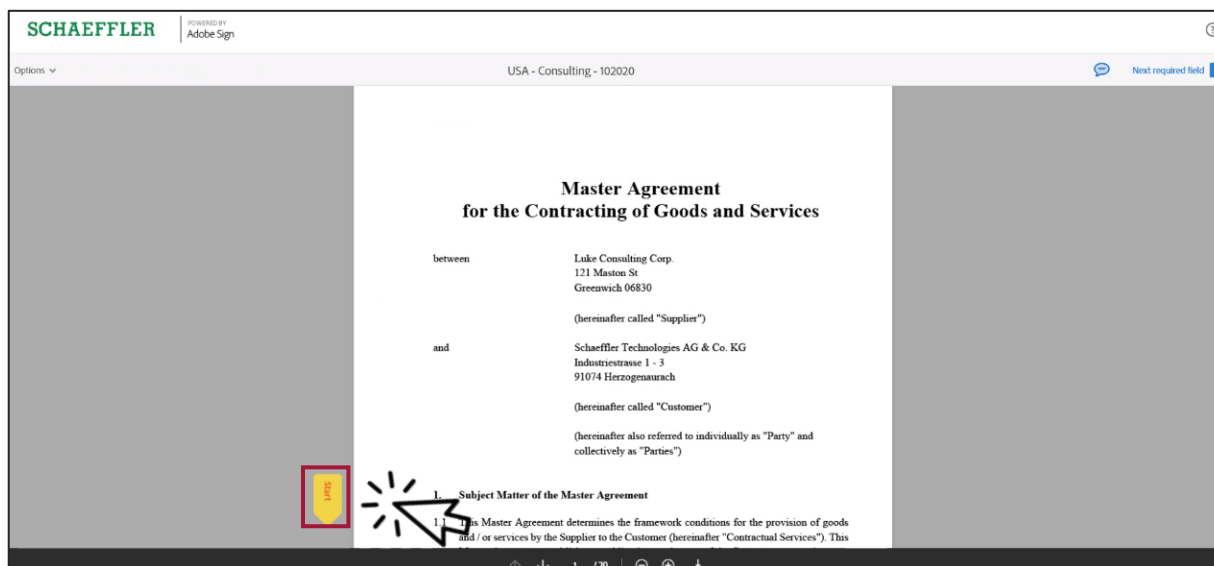 SCHAEFFLER
POWERED BY
Adobe Sign
Options
USA - Consulting - 102020
Next required field
Master Agreement
for the Contracting of Goods and Services
between
Luke Consulting Corp.
121 Maston St
Greenwich 06830
(hereinafter called "Supplier")
and
Schaeffler Technologies AG & Co. KG
Industriestrasse 1 - 3
91074 Herzogenaurach
(hereinafter called "Customer")
(hereinafter also referred to individually as "Party" and
collectively as "Parties")
Start
1. Subject Matter of the Master Agreement
1.1 This Master Agreement determines the framework conditions for the provision of goods
and / or services by the Supplier to the Customer (hereinafter "Contractual Services"). This
1 / 20